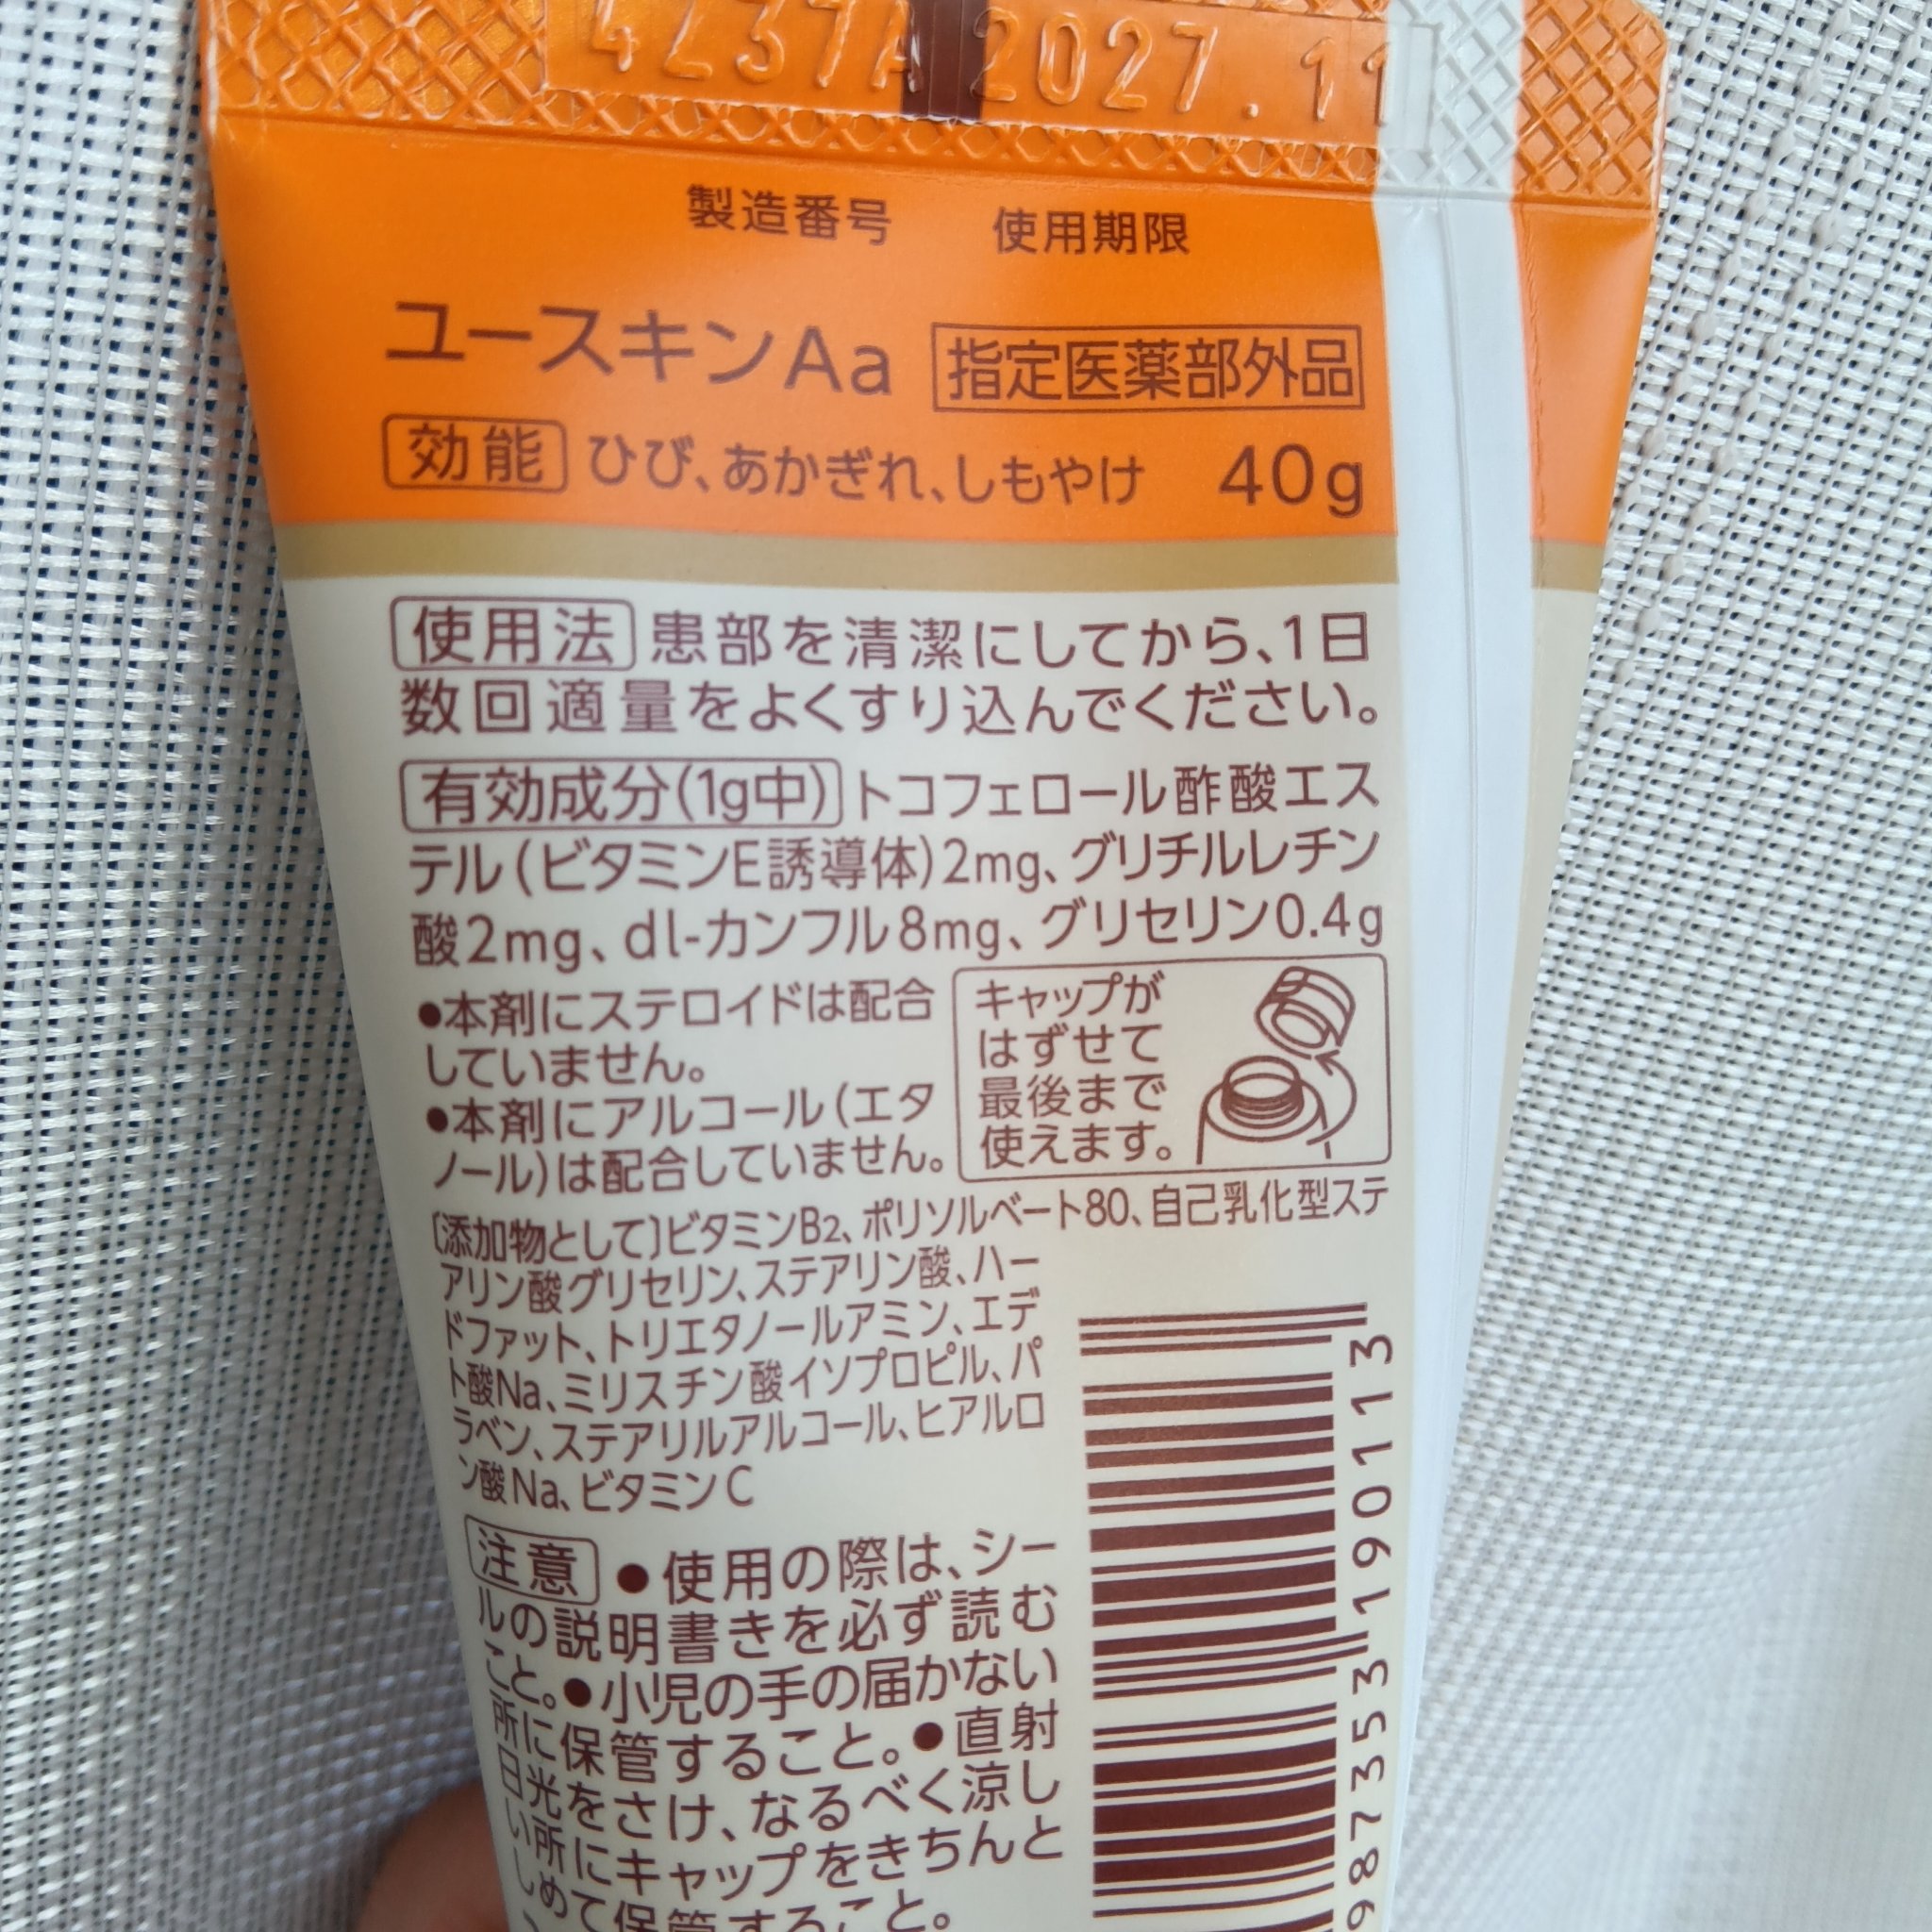 4Z37A 2027.11
製造番号 使用期限
ユースキンAa 指定医薬部外品
効能 ひび、あかぎれ、しもやけ 40g
使用法 患部を清潔にしてから、1日
数回適量をよくすり込んでください。
有効成分(1g中) トコフェロール酢酸エス
テル(ビタミンE誘導体)2mg、グリチルレチン
酸2mg、dl-カンフル8mg、グリセリン0.4g
●本剤にステロイドは配合
していません。
●本剤にアルコール(エタ
ノール)は配合していません。
キャップが
はずせて
最後まで
使えます。
〔添加物として〕ビタミンB2、ポリソルベート80、自己乳化型ステ
アリン酸グリセリン、ステアリン酸、ハー
ドファット、トリエタノールアミン、エデ
ト酸Na、ミリスチン酸イソプロピル、パ
ラベン、ステアリルアルコール、ヒアルロ
ン酸Na、ビタミンC
注意 ●使用の際は、シー
ルの説明書きを必ず読む
こと。●小児の手の届かない
所に保管すること。●直射
日光をさけ、なるべく涼し
い所にキャップをきちんと
しめて保管すること。
987353 190113